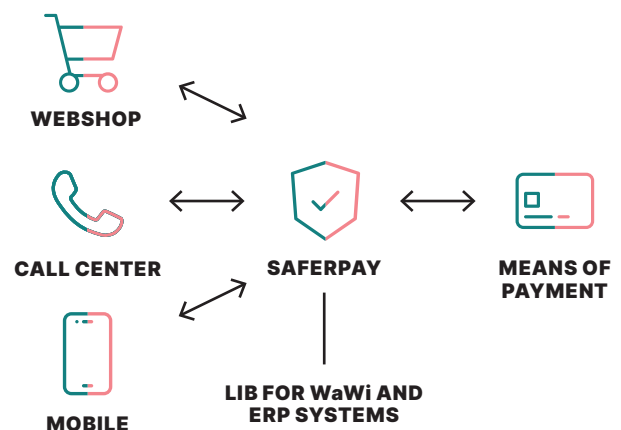 WEBSHOP
CALL CENTER
SAFERPAY
MEANS OF
PAYMENT
MOBILE
LIB FOR WaWi AND
ERP SYSTEMS